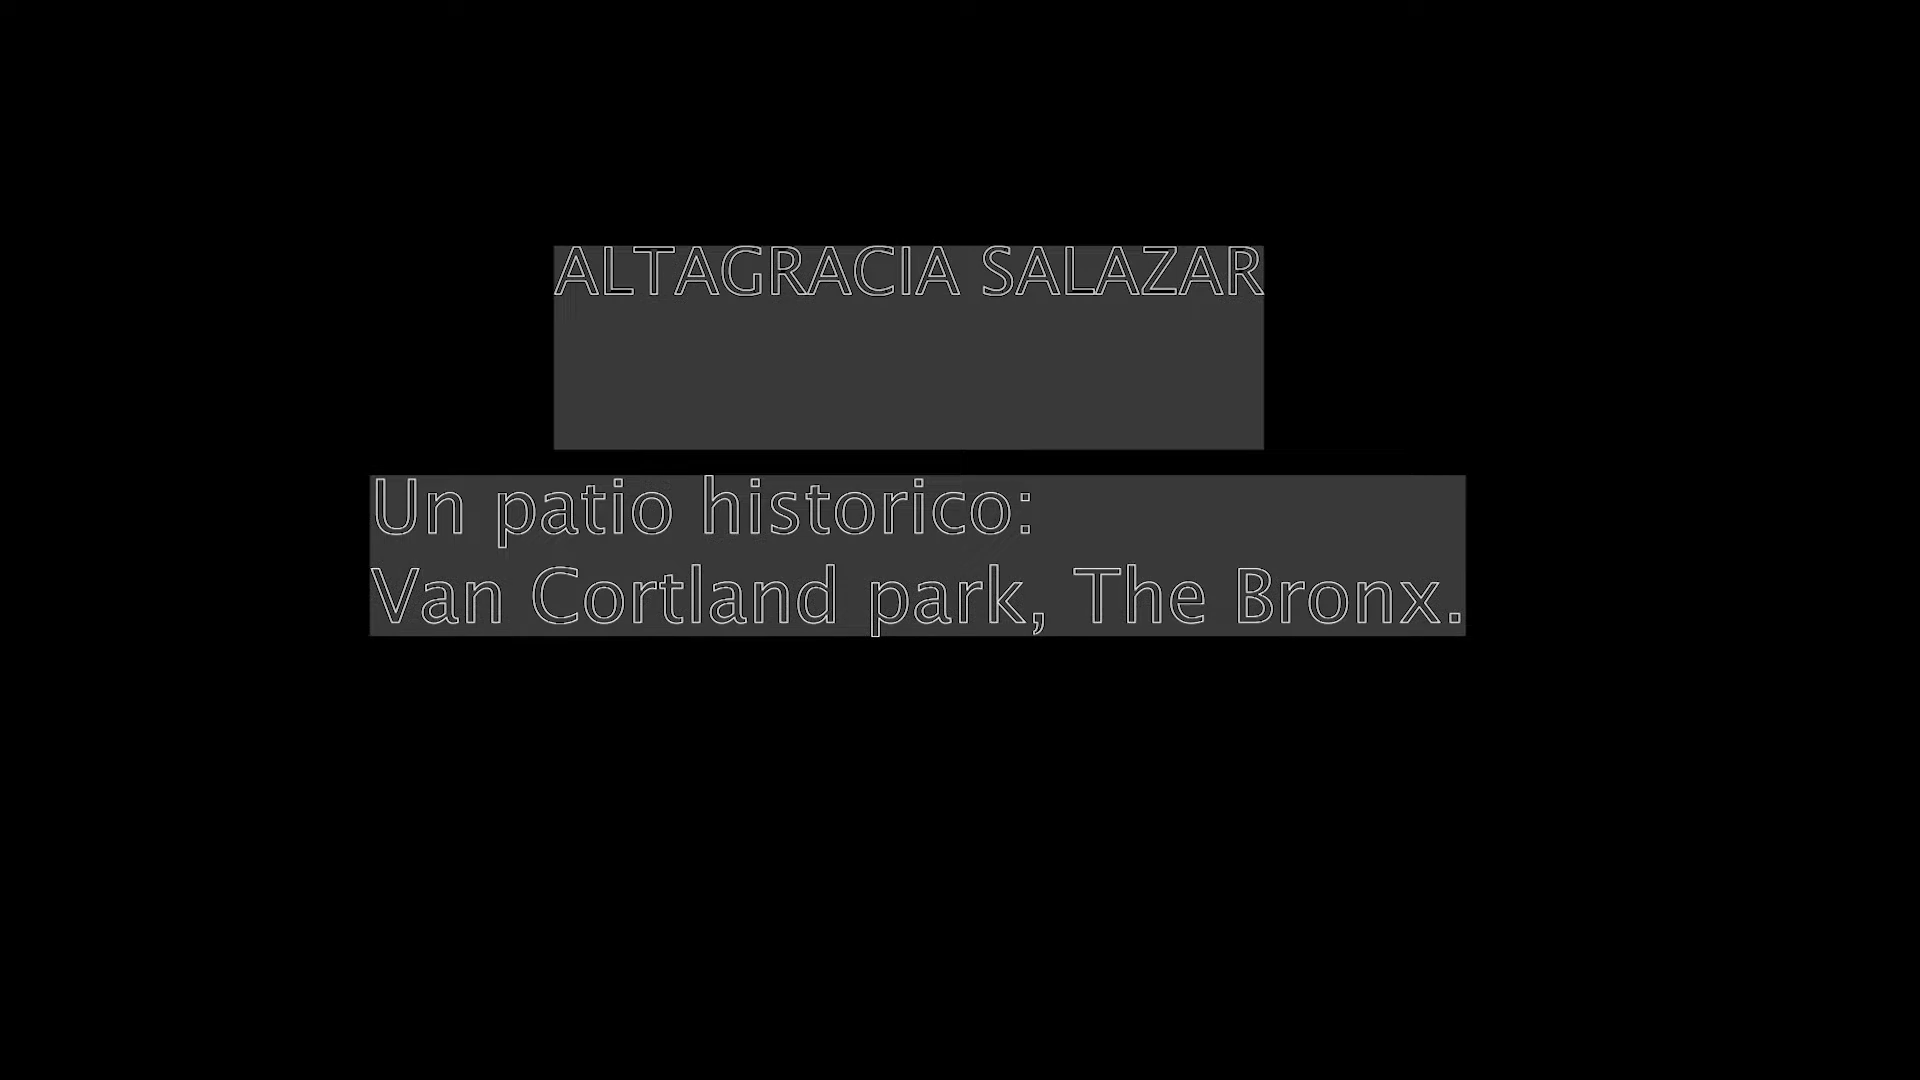 ALTAGRACIA SALAZAR
Un patio historico:
Van Cortland park, The Bronx.